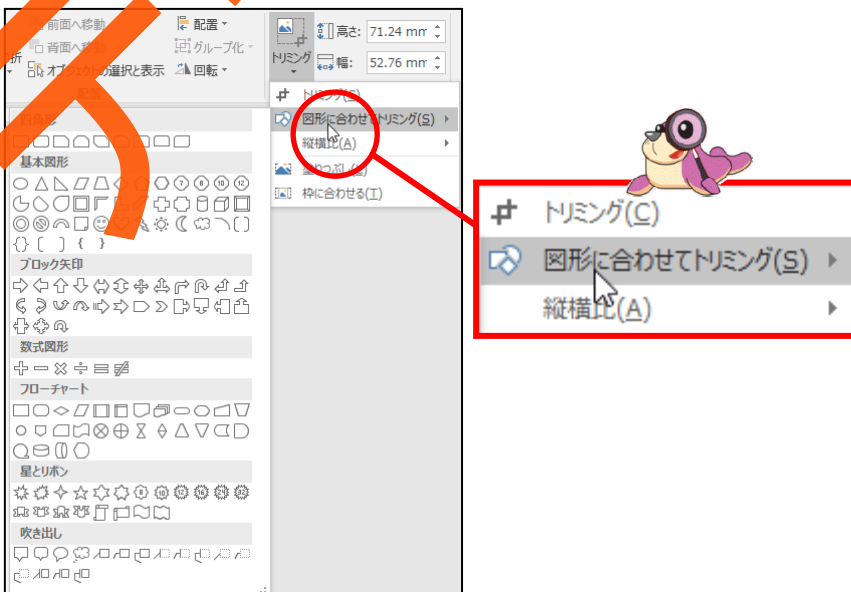 前面へ移動
配置
背面へ移動
グループ化
折
オブジェクトの選択と表示
回転
配置
トリミング
高さ: 71.24 mm
幅: 52.76 mm
トリミング(C)
図形に合わせてトリミング(S)
縦横比(A)
塗りつぶし(L)
枠に合わせる(T)
四角形
基本図形
ブロック矢印
数式図形
フローチャート
星とリボン
吹き出し
トリミング(C)
図形に合わせてトリミング(S)
縦横比(A)